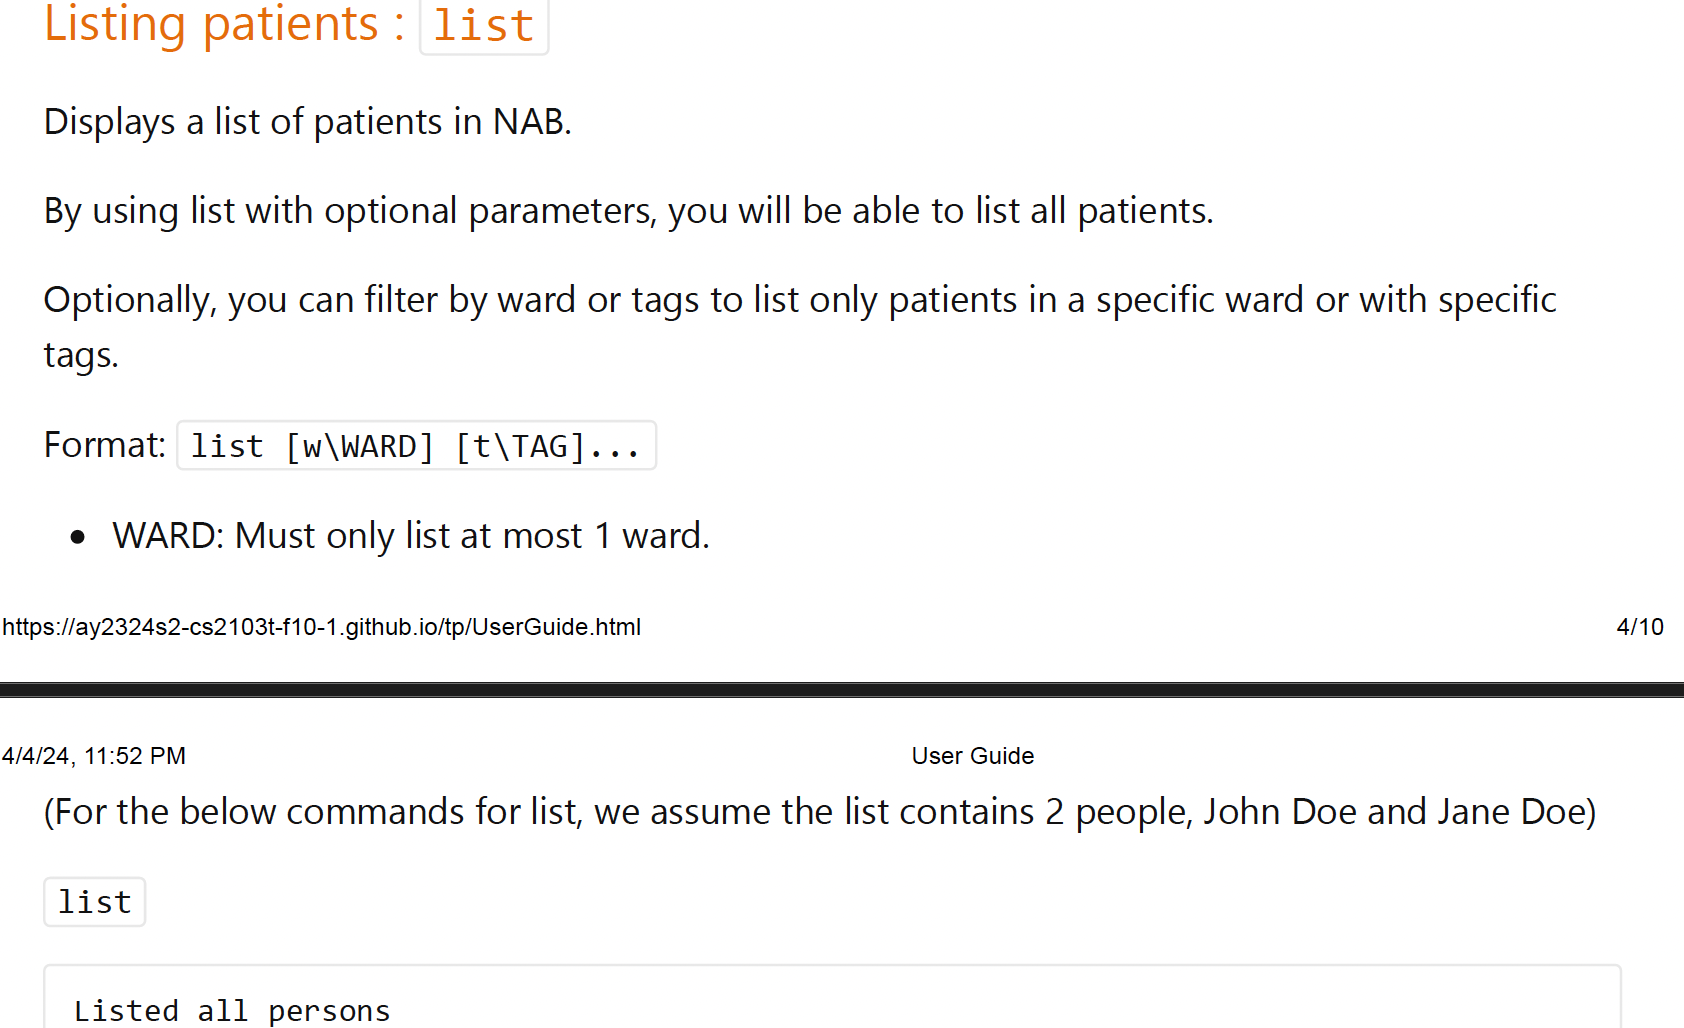 Listing patients : list
Displays a list of patients in NAB.
By using list with optional parameters, you will be able to list all patients.
Optionally, you can filter by ward or tags to list only patients in a specific ward or with specific
tags.
Format: list [w\WARD] [t\TAG]...
• WARD: Must only list at most 1 ward.
https://ay2324s2-cs2103t-f10-1.github.io/tp/UserGuide.html 4/10
4/4/24, 11:52 PM User Guide
(For the below commands for list, we assume the list contains 2 people, John Doe and Jane Doe)
list
Listed all persons